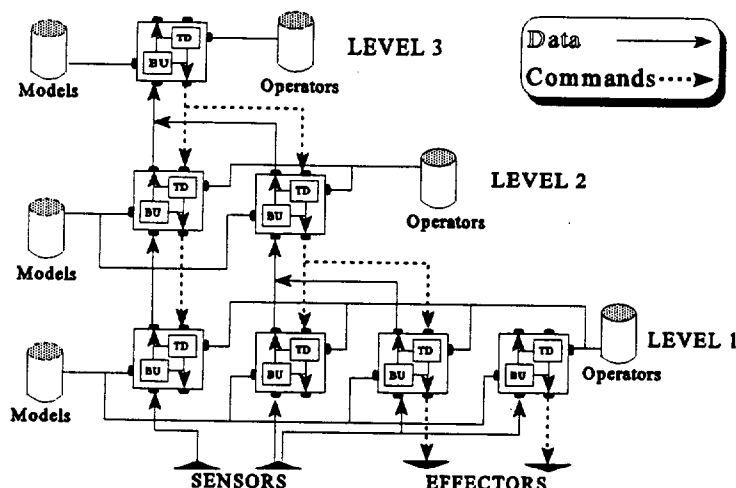 TD
BU
Models
LEVEL 3
Operators
Data
Commands
TD
BU
TD
BU
Models
LEVEL 2
Operators
TD
BU
TD
BU
TD
BU
TD
BU
Models
LEVEL 1
Operators
SENSORS
EFFECTORS